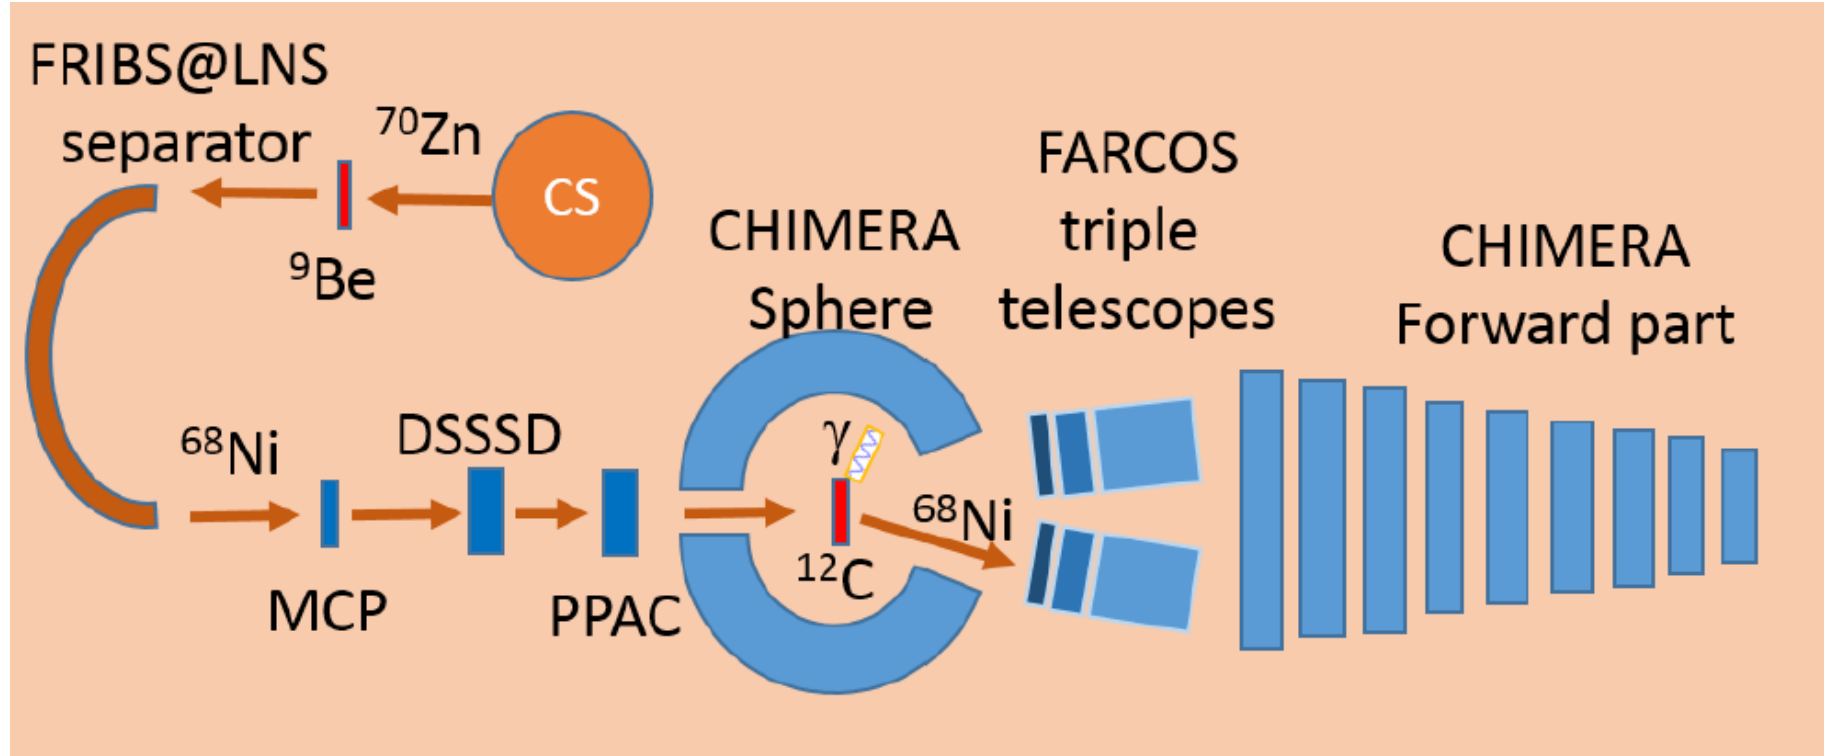 FRIBS@LNS
separator
⁷⁰Zn
CS
⁹Be
FARCOS
triple
telescopes
CHIMERA
Sphere
CHIMERA
Forward part
⁶⁸Ni
DSSSD
γ
⁶⁸Ni
¹²C
MCP
PPAC